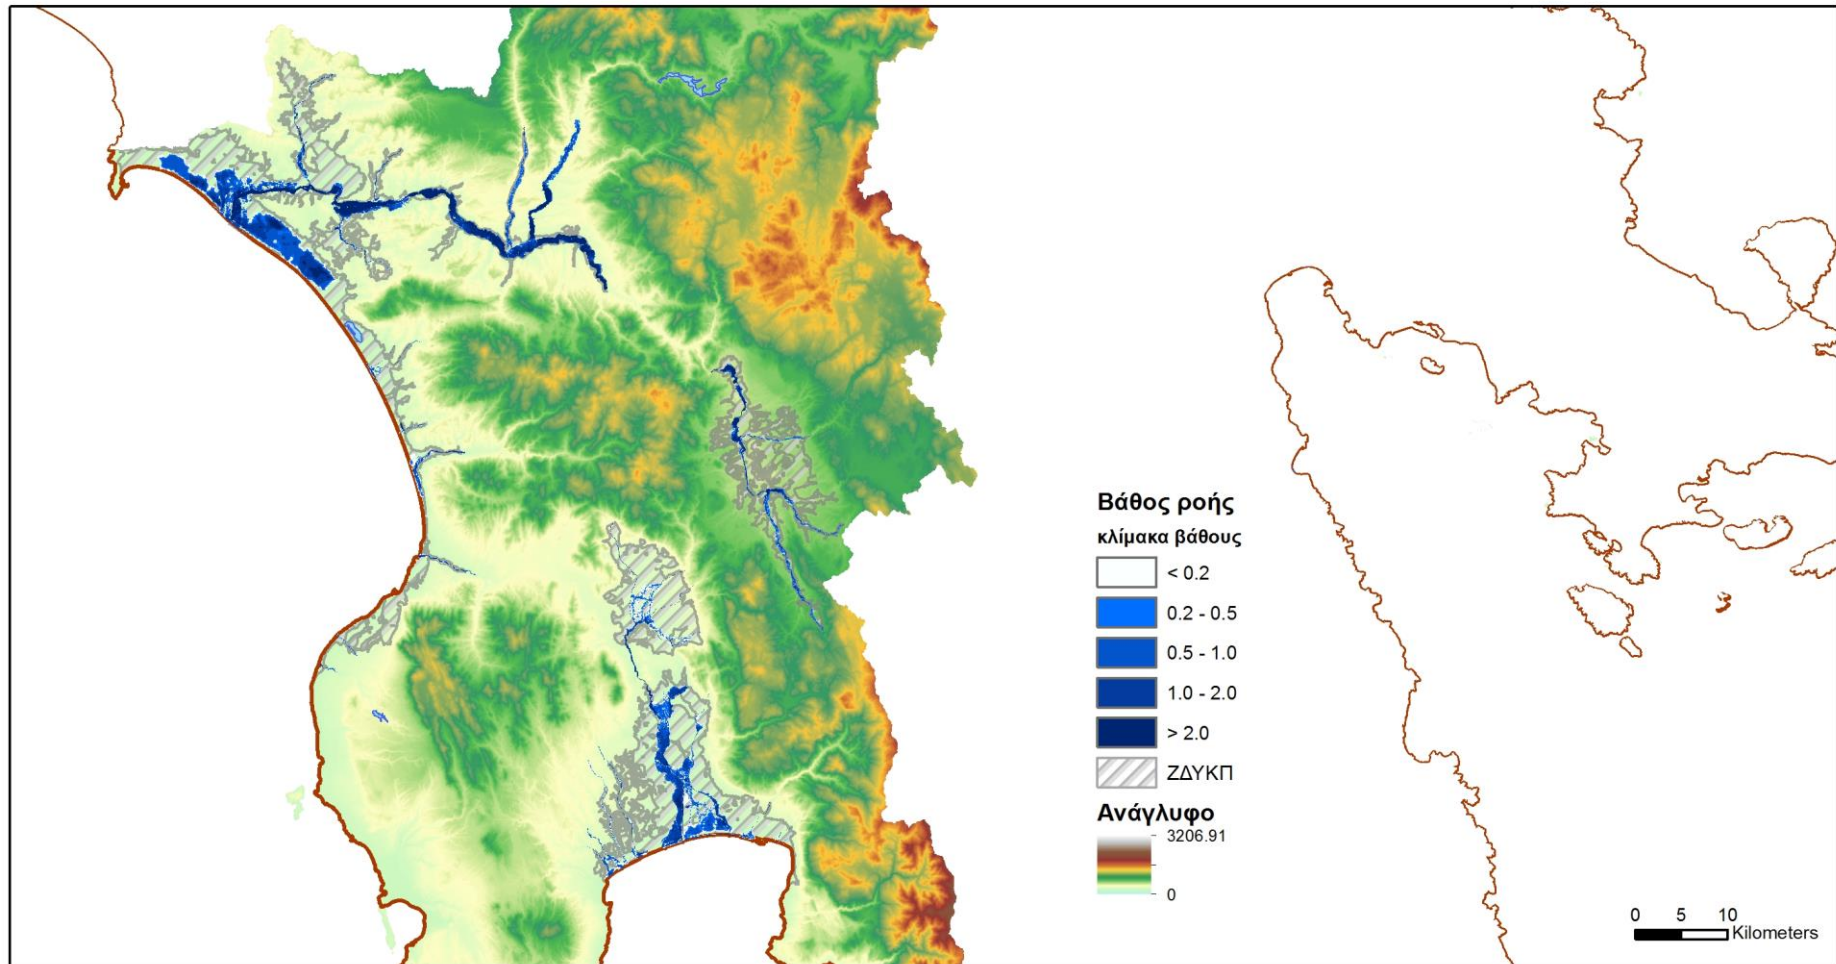 Βάθος ροής
κλίμακα βάθους
< 0.2
0.2 - 0.5
0.5 - 1.0
1.0 - 2.0
> 2.0
ΖΔΥΚΠ
Ανάγλυφο
3206.91
0
0 5 10
Kilometers